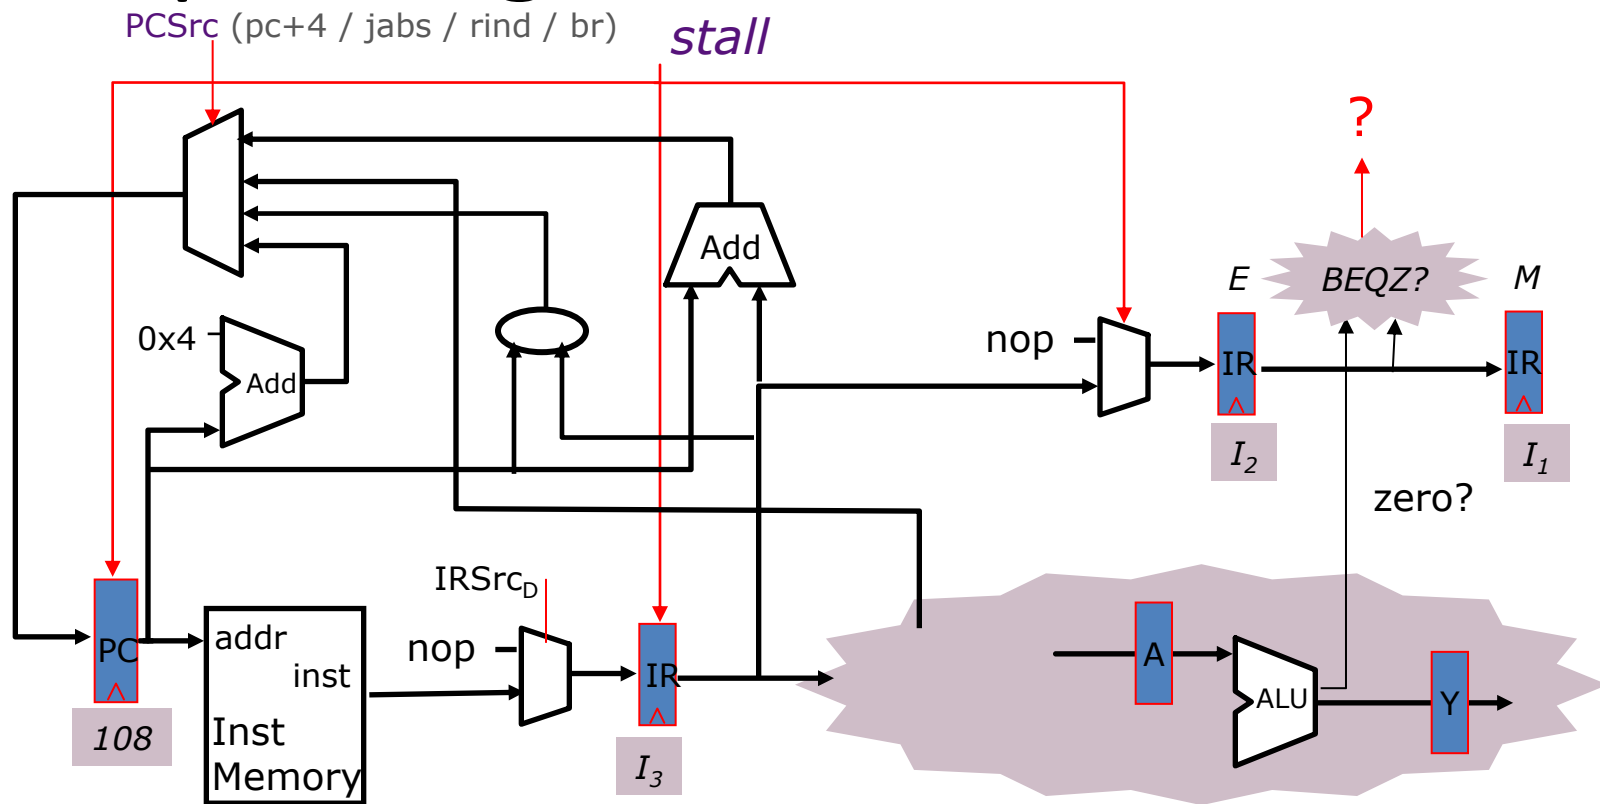 PCSrc (pc+4 / jabs / rind / br)
stall
?
BEQZ?
E
M
Add
0x4
Add
nop
IR
IR
I2
I1
zero?
IRSrcD
nop
PC
addr
inst
Inst
Memory
IR
A
ALU
Y
108
I3